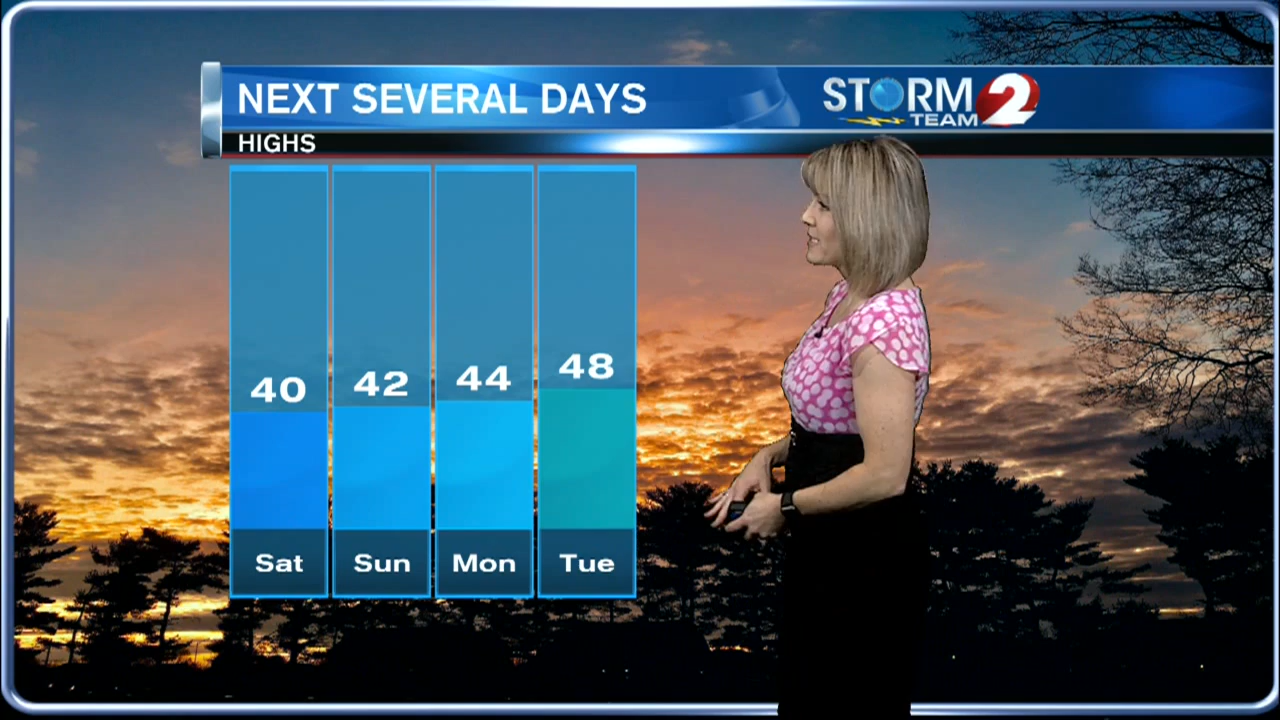 NEXT SEVERAL DAYS
STORM
TEAM 2
HIGHS
40 42 44 48
Sat Sun Mon Tue